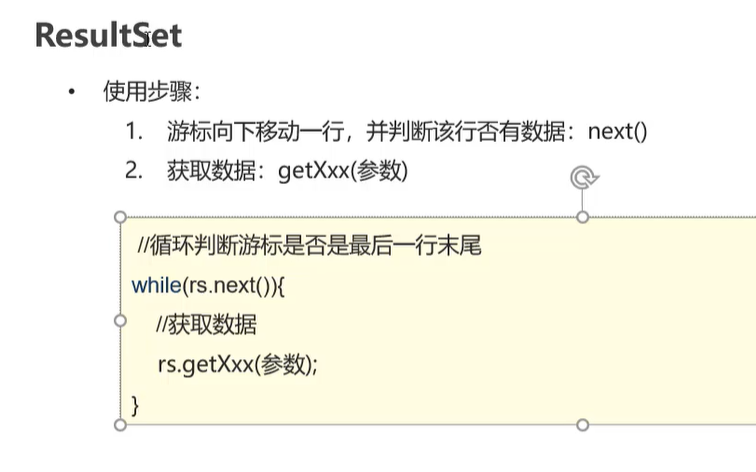 ResultSet
• 使用步骤：
1. 游标向下移动一行，并判断该行否有数据：next()
2. 获取数据：getXxx(参数)
//循环判断游标是否是最后一行末尾
while(rs.next()){
//获取数据
rs.getXxx(参数);
}